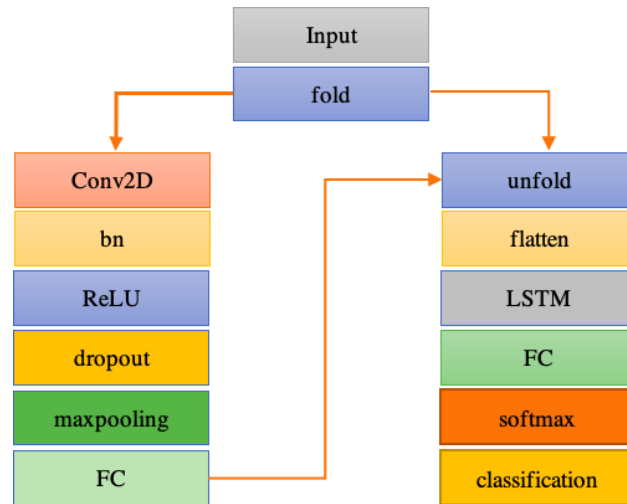 Input
fold
Conv2D
bn
ReLU
dropout
maxpooling
FC
unfold
flatten
LSTM
FC
softmax
classification